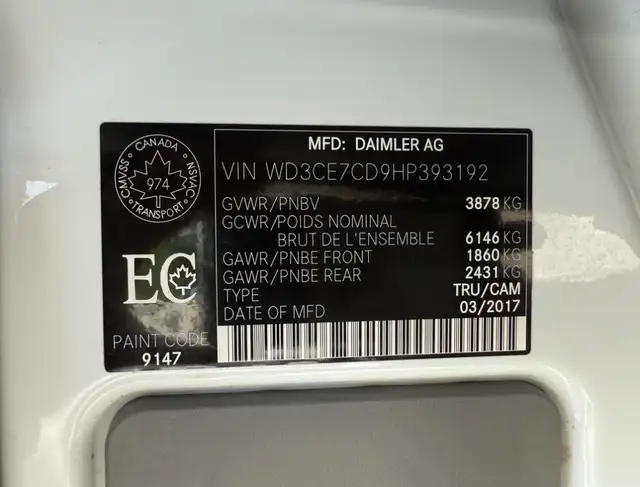 MFD: DAIMLER AG
CANADA
CMVSS NSVAC
974
TRANSPORT
VIN WD3CE7CD9HP393192
GVWR/PNBV 3878 KG
GCWR/POIDS NOMINAL
BRUT DE L'ENSEMBLE 6146 KG
GAWR/PNBE FRONT 1860 KG
GAWR/PNBE REAR 2431 KG
TYPE TRU/CAM
DATE OF MFD 03/2017
EC
PAINT CODE
9147